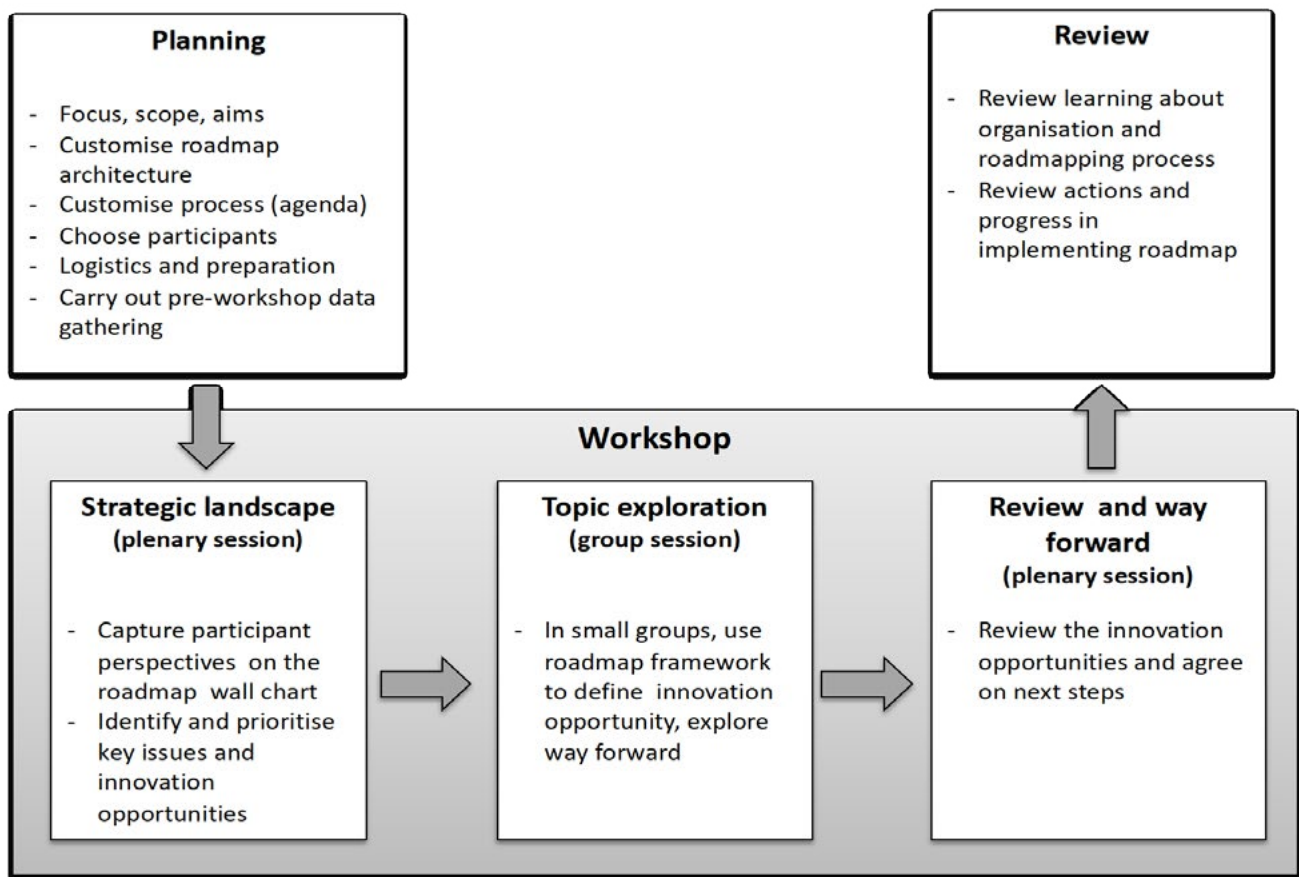 Planning
- Focus, scope, aims
- Customise roadmap
architecture
- Customise process (agenda)
- Choose participants
- Logistics and preparation
- Carry out pre-workshop data
gathering
Review
- Review learning about
organisation and
roadmapping process
- Review actions and
progress in
implementing roadmap
Workshop
Strategic landscape
(plenary session)
- Capture participant
perspectives on the
roadmap wall chart
- Identify and prioritise
key issues and
innovation
opportunities
Topic exploration
(group session)
- In small groups, use
roadmap framework
to define innovation
opportunity, explore
way forward
Review and way
forward
(plenary session)
- Review the innovation
opportunities and agree
on next steps